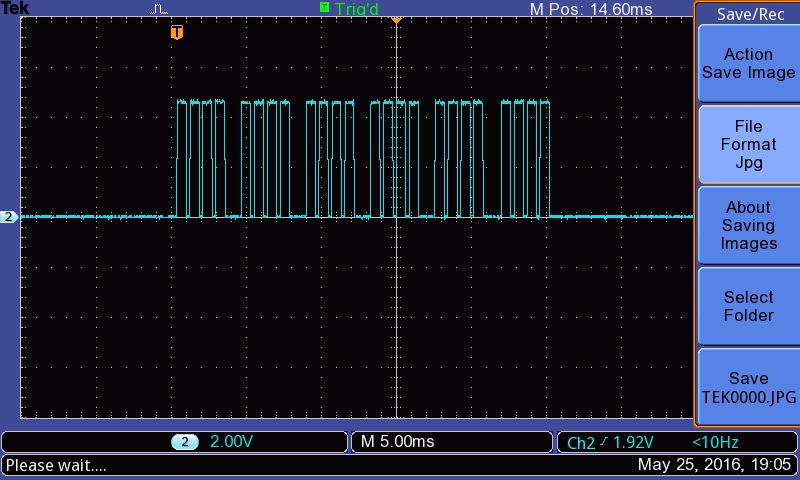 Tek
T Trig'd
M Pos: 14.60ms
Save/Rec
T
Action
Save Image
File
Format
Jpg
2
About
Saving
Images
Select
Folder
Save
TEK0000.JPG
2 2.00V
M 5.00ms
Ch2 1.92V <10Hz
Please wait....
May 25, 2016, 19:05